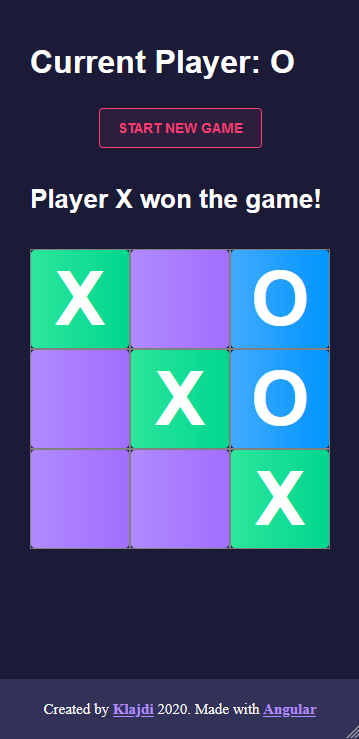 Current Player: O
START NEW GAME
Player X won the game!
X O
X O
X
Created by Klajdi 2020. Made with Angular